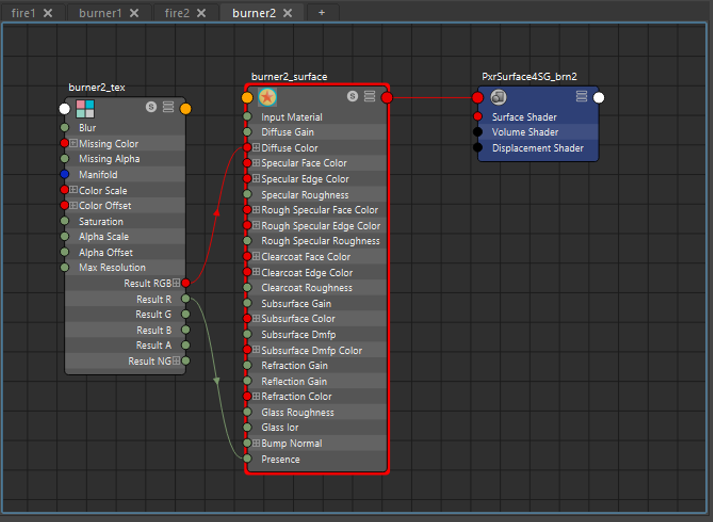 fire1
burner1
fire2
burner2
+
burner2_tex
Blur
Missing Color
Missing Alpha
Manifold
Color Scale
Color Offset
Saturation
Alpha Scale
Alpha Offset
Max Resolution
Result RGB
Result R
Result G
Result B
Result A
Result NG
burner2_surface
Input Material
Diffuse Gain
Diffuse Color
Specular Face Color
Specular Edge Color
Specular Roughness
Rough Specular Face Color
Rough Specular Edge Color
Rough Specular Roughness
Clearcoat Face Color
Clearcoat Edge Color
Clearcoat Roughness
Subsurface Gain
Subsurface Color
Subsurface Dmfp
Subsurface Dmfp Color
Refraction Gain
Reflection Gain
Refraction Color
Glass Roughness
Glass Ior
Bump Normal
Presence
PxrSurface4SG_brn2
Surface Shader
Volume Shader
Displacement Shader